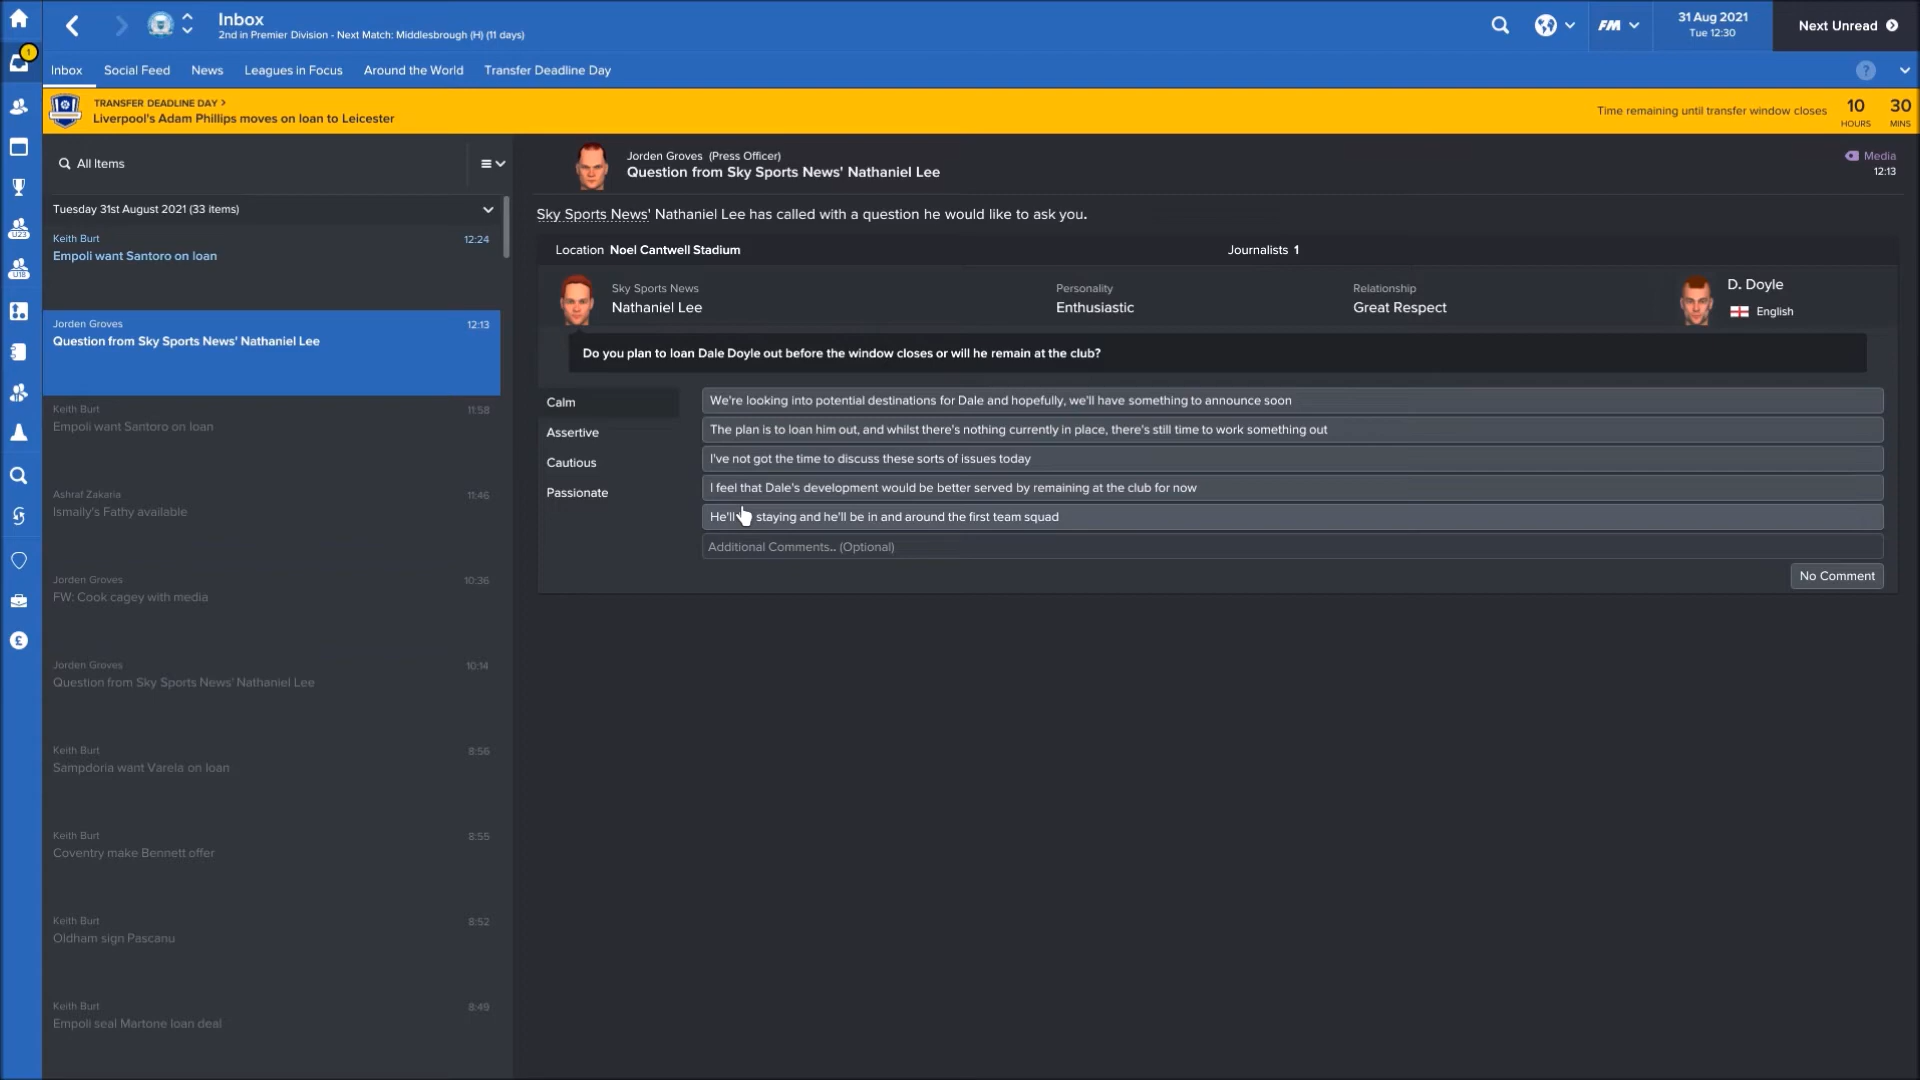 Inbox
2nd in Premier Division - Next Match: Middlesbrough (H) (11 days)
FM
31 Aug 2021
Tue 12:30
Next Unread
1
Inbox
Social Feed
News
Leagues in Focus
Around the World
Transfer Deadline Day
?
TRANSFER DEADLINE DAY >
Liverpool's Adam Phillips moves on loan to Leicester
Time remaining until transfer window closes
10
HOURS
30
MINS
All Items
Tuesday 31st August 2021 (33 items)
Keith Burt
12:24
Empoli want Santoro on loan
Jorden Groves
12:13
Question from Sky Sports News' Nathaniel Lee
Keith Burt
11:58
Empoli want Santoro on loan
Ashraf Zakaria
11:46
Ismaily's Fathy available
Jorden Groves
10:36
FW: Cook cagey with media
Jorden Groves
10:14
Question from Sky Sports News' Nathaniel Lee
Keith Burt
8:56
Sampdoria want Varela on loan
Keith Burt
8:55
Coventry make Bennett offer
Keith Burt
8:52
Oldham sign Pascanu
Keith Burt
8:49
Empoli seal Martone loan deal
U23
U18
£
Jorden Groves (Press Officer)
Question from Sky Sports News' Nathaniel Lee
Media
12:13
Sky Sports News' Nathaniel Lee has called with a question he would like to ask you.
Location Noel Cantwell Stadium
Journalists 1
Sky Sports News
Nathaniel Lee
Personality
Enthusiastic
Relationship
Great Respect
D. Doyle
English
Do you plan to loan Dale Doyle out before the window closes or will he remain at the club?
Calm
Assertive
Cautious
Passionate
We're looking into potential destinations for Dale and hopefully, we'll have something to announce soon
The plan is to loan him out, and whilst there's nothing currently in place, there's still time to work something out
I've not got the time to discuss these sorts of issues today
I feel that Dale's development would be better served by remaining at the club for now
He'll staying and he'll be in and around the first team squad
Additional Comments.. (Optional)
No Comment